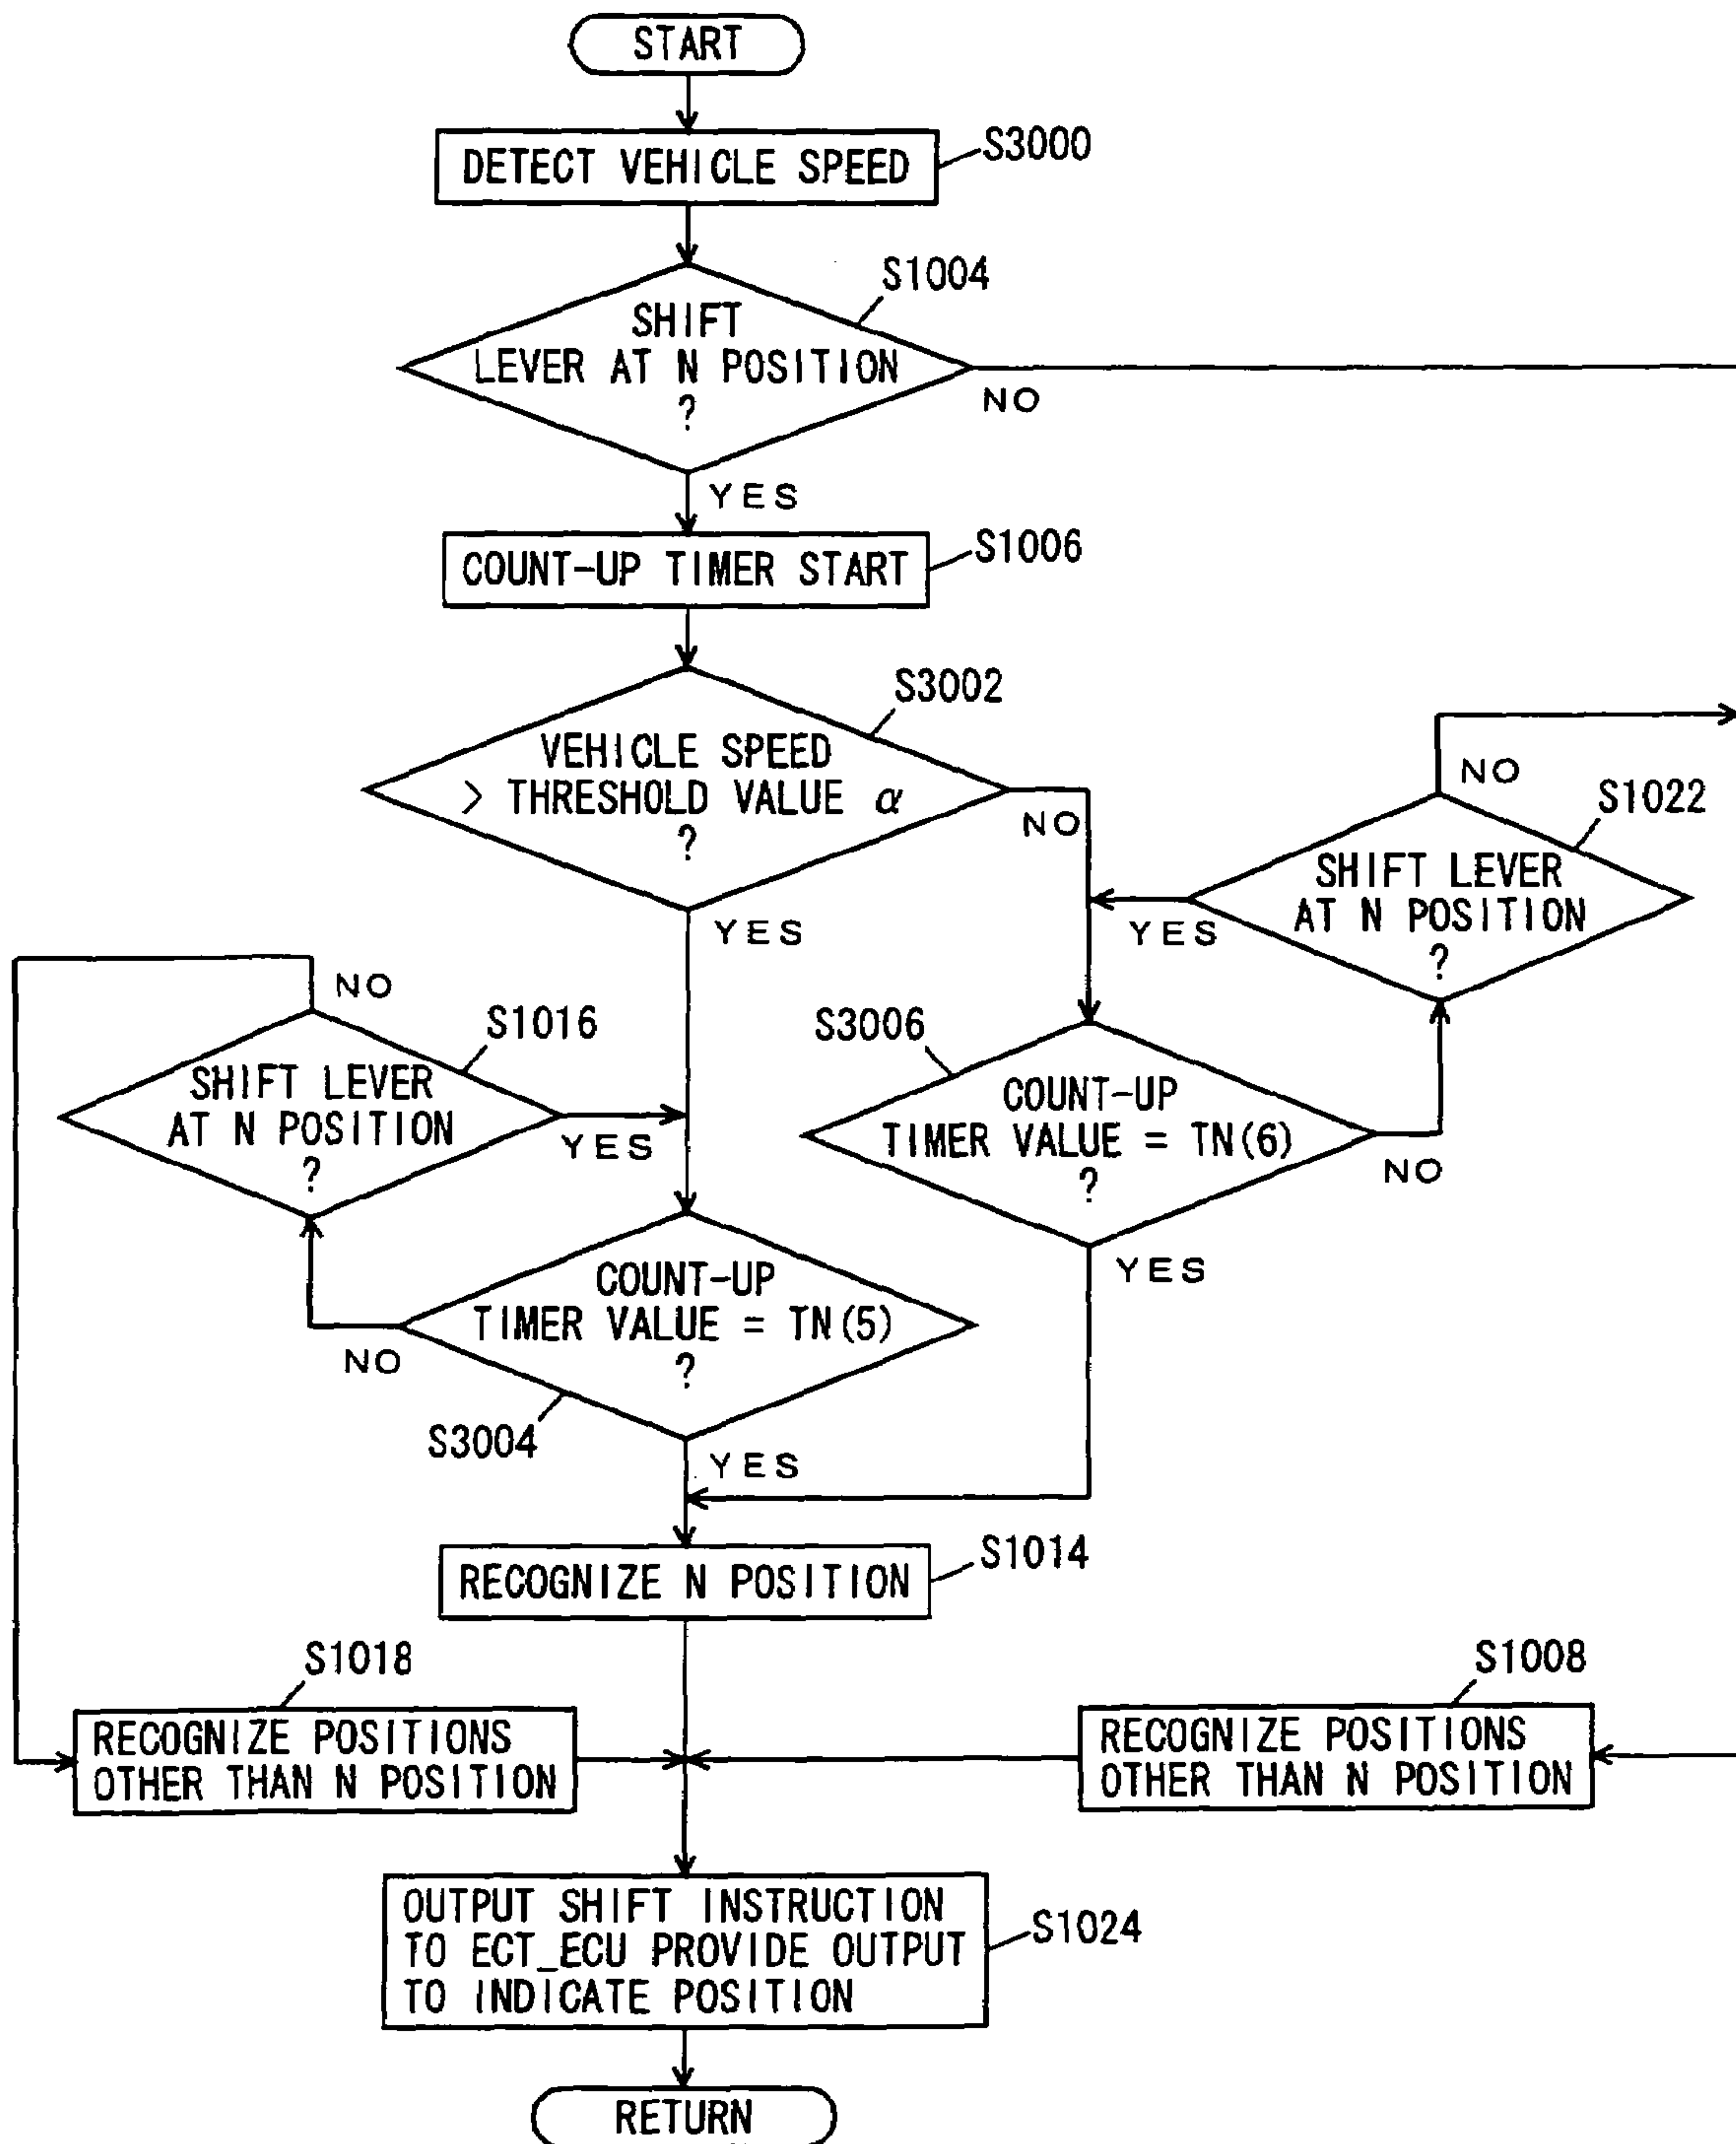 START
DETECT VEHICLE SPEED
S3000
S1004
SHIFT
LEVER AT N POSITION
?
NO
YES
COUNT-UP TIMER START
S1006
S3002
VEHICLE SPEED
> THRESHOLD VALUE α
?
NO
YES
NO
S1022
SHIFT LEVER
AT N POSITION
?
YES
NO
S1016
SHIFT LEVER
AT N POSITION
?
YES
S3006
COUNT-UP
TIMER VALUE = TN(6)
?
NO
YES
COUNT-UP
TIMER VALUE = TN(5)
?
NO
S3004
YES
RECOGNIZE N POSITION
S1014
S1018
RECOGNIZE POSITIONS
OTHER THAN N POSITION
S1008
RECOGNIZE POSITIONS
OTHER THAN N POSITION
OUTPUT SHIFT INSTRUCTION
TO ECT_ECU PROVIDE OUTPUT
TO INDICATE POSITION
S1024
RETURN